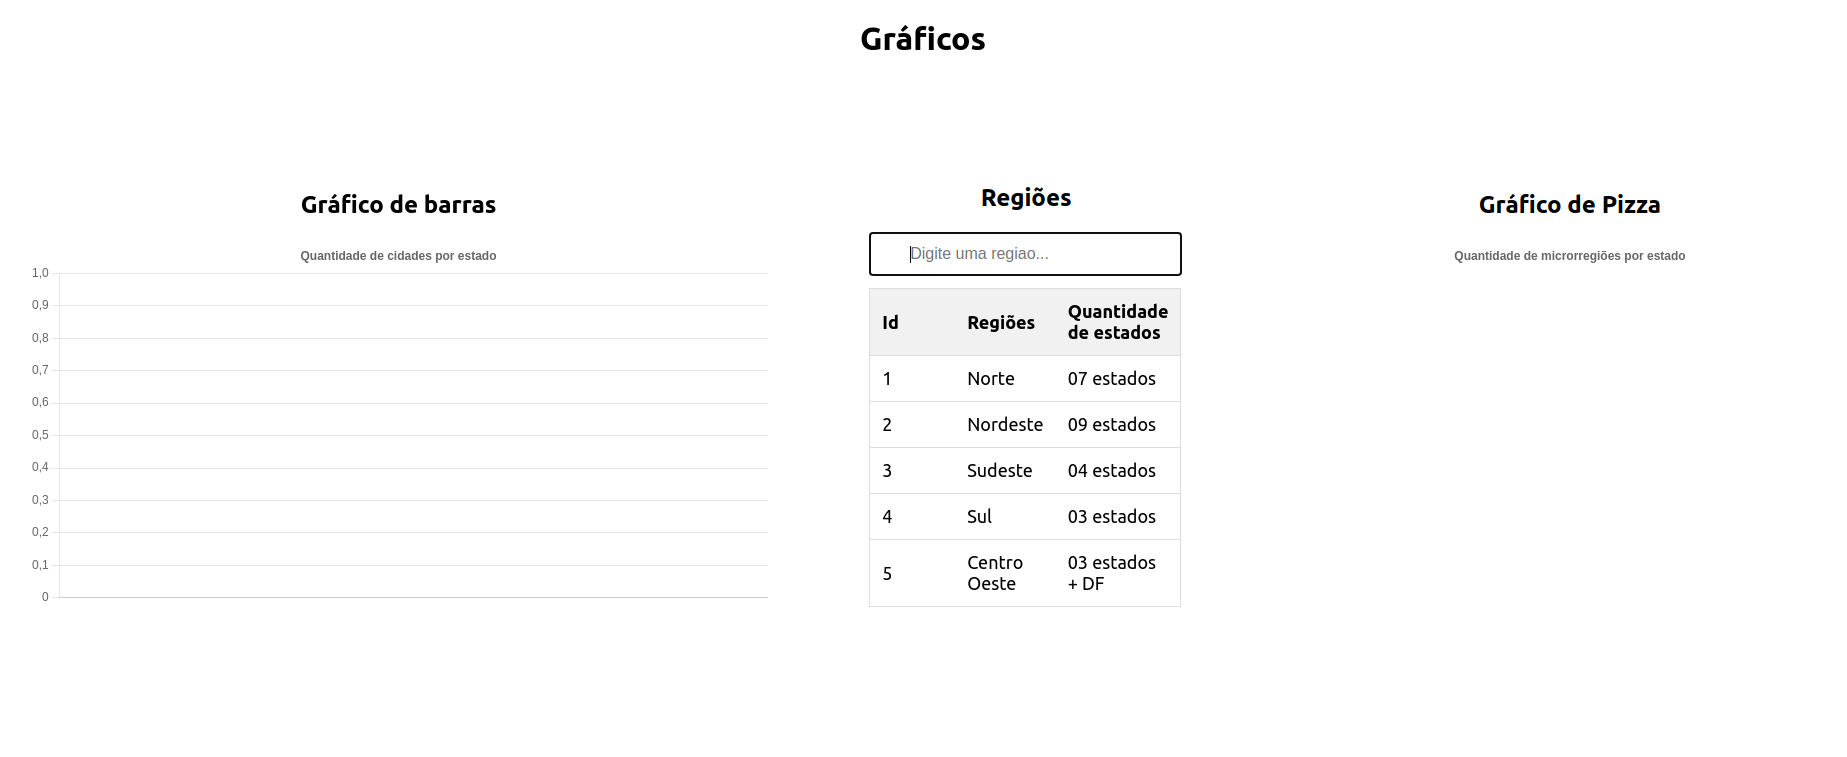 Gráficos
Gráfico de barras
Quantidade de cidades por estado
1,0
0,9
0,8
0,7
0,6
0,5
0,4
0,3
0,2
0,1
0
Regiões
Digite uma regiao...
Id Regiões Quantidade de estados
1 Norte 07 estados
2 Nordeste 09 estados
3 Sudeste 04 estados
4 Sul 03 estados
5 Centro Oeste 03 estados + DF
Gráfico de Pizza
Quantidade de microrregiões por estado